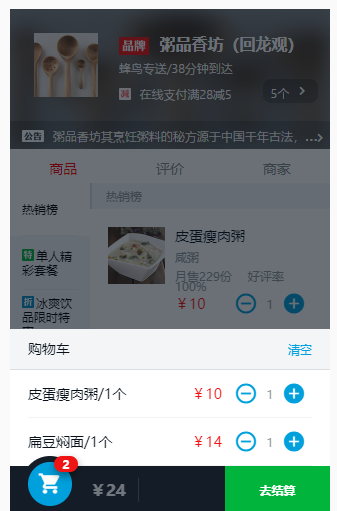 品牌 粥品香坊（回龙观）
蜂鸟专送/38分钟到达
减 在线支付满28减5
5个
公告 粥品香坊其烹饪粥料的秘方源于中国千年古法，...
商品 评价 商家
热销榜
热销榜
皮蛋瘦肉粥
咸粥
月售229份 好评率
100%
￥10
1
特 单人精
彩套餐
折 冰爽饮
品限时特
购物车
清空
皮蛋瘦肉粥/1个
￥10
1
扁豆焖面/1个
￥14
1
2
￥24
去结算